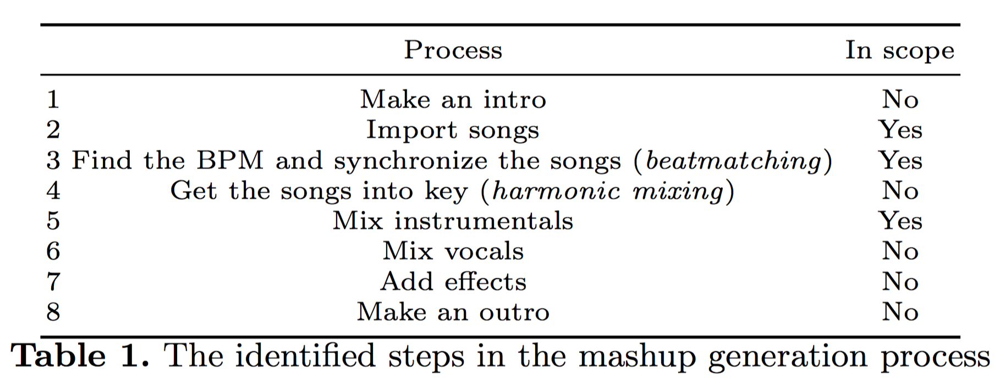 Process In scope
1 Make an intro No
2 Import songs Yes
3 Find the BPM and synchronize the songs (beatmatching) Yes
4 Get the songs into key (harmonic mixing) No
5 Mix instrumentals Yes
6 Mix vocals No
7 Add effects No
8 Make an outro No
Table 1. The identified steps in the mashup generation process